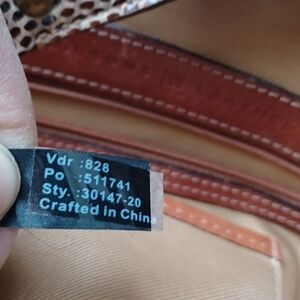 Vdr :828
Po :511741
Sty. :30147-20
Crafted in China